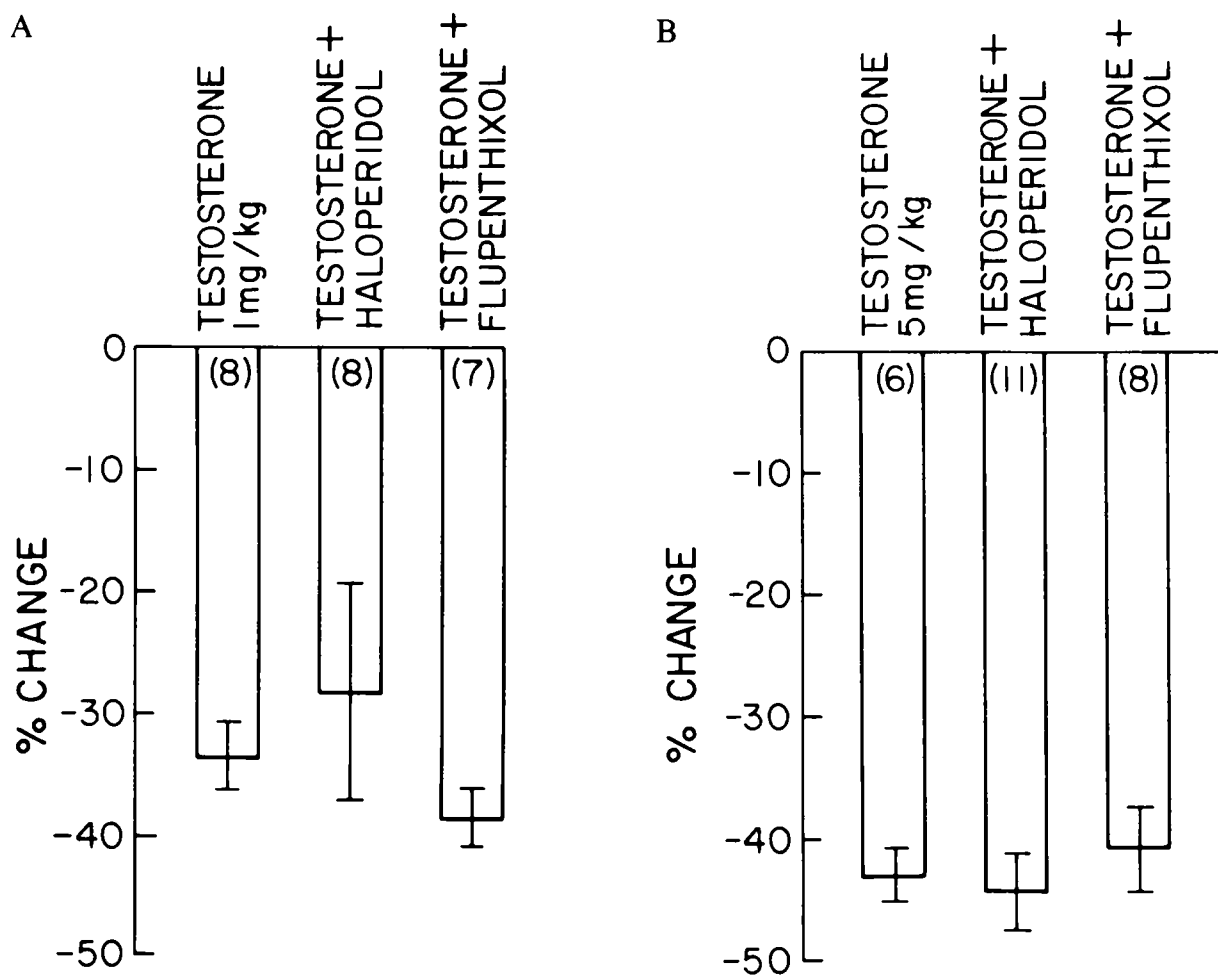 A
TESTOSTERONE
1mg/kg
TESTOSTERONE +
HALOPERIDOL
TESTOSTERONE +
FLUPENTHIXOL
% CHANGE
0
-10
-20
-30
-40
-50
(8)
(8)
(7)
B
TESTOSTERONE
5mg/kg
TESTOSTERONE +
HALOPERIDOL
TESTOSTERONE +
FLUPENTHIXOL
% CHANGE
0
-10
-20
-30
-40
-50
(6)
(11)
(8)